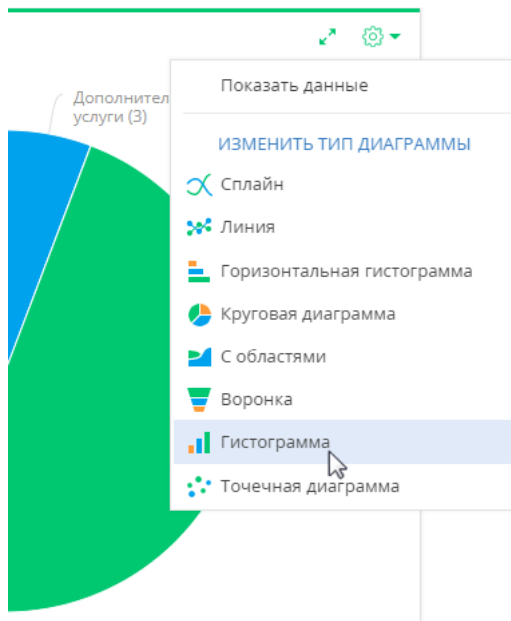 Показать данные
Дополнител
услуги (3)
ИЗМЕНИТЬ ТИП ДИАГРАММЫ
Сплайн
Линия
Горизонтальная гистограмма
Круговая диаграмма
С областями
Воронка
Гистограмма
Точечная диаграмма